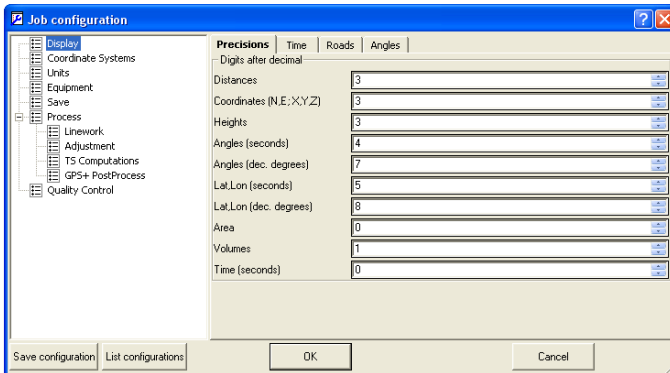 Job configuration
Display
Coordinate Systems
Units
Equipment
Save
Process
Linework
Adjustment
TS Computations
GPS+ PostProcess
Quality Control
Precisions Time Roads Angles
Digits after decimal
Distances 3
Coordinates (N,E; X,Y,Z) 3
Heights 3
Angles (seconds) 4
Angles (dec. degrees) 7
Lat,Lon (seconds) 5
Lat,Lon (dec. degrees) 8
Area 0
Volumes 1
Time (seconds) 0
Save configuration List configurations OK Cancel